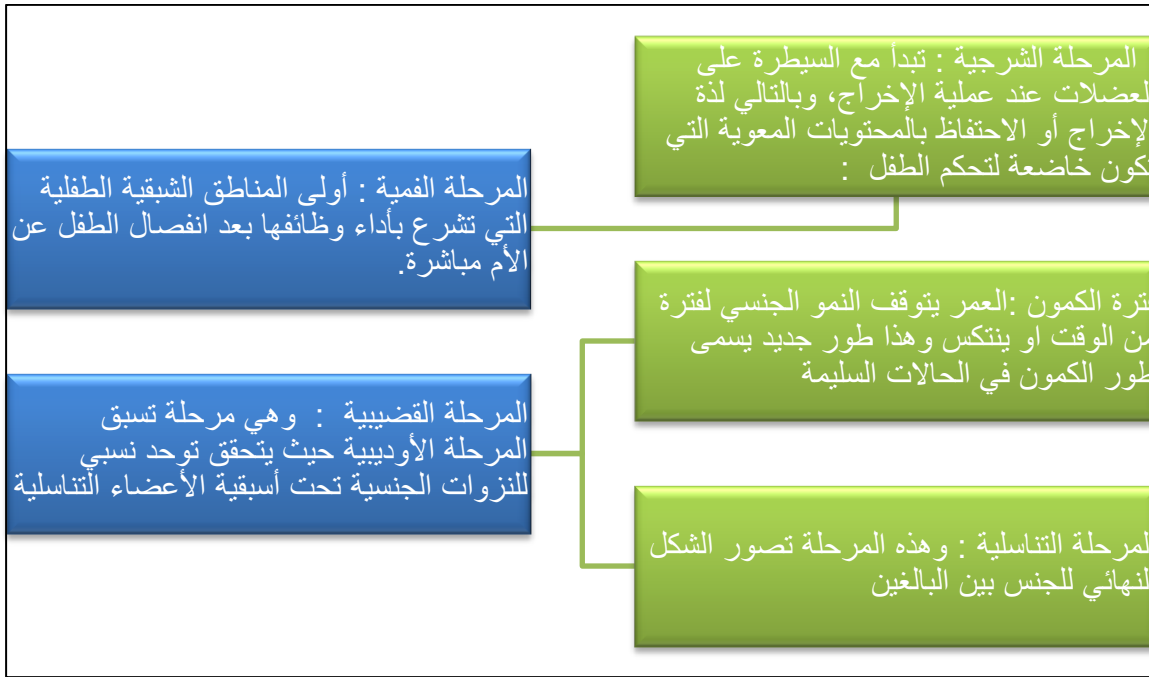 المرحلة الشرجية : تبدأ مع السيطرة على
لعضلات عند عملية الإخراج، وبالتالي لذة
لإخراج أو الاحتفاظ بالمحتويات المعوية التي
تكون خاضعة لتحكم الطفل :
المرحلة الفمية : أولى المناطق الشبقية الطفلية
التي تشرع بأداء وظائفها بعد انفصال الطفل عن
الأم مباشرة.
فترة الكمون :العمر يتوقف النمو الجنسي لفترة
من الوقت او ينتكس وهذا طور جديد يسمى
طور الكمون في الحالات السليمة
المرحلة القضيبية : وهي مرحلة تسبق
المرحلة الأوديبية حيث يتحقق توحد نسبي
للنزوات الجنسية تحت أسبقية الأعضاء التناسلية
لمرحلة التناسلية : وهذه المرحلة تصور الشكل
لنهائي للجنس بين البالغين